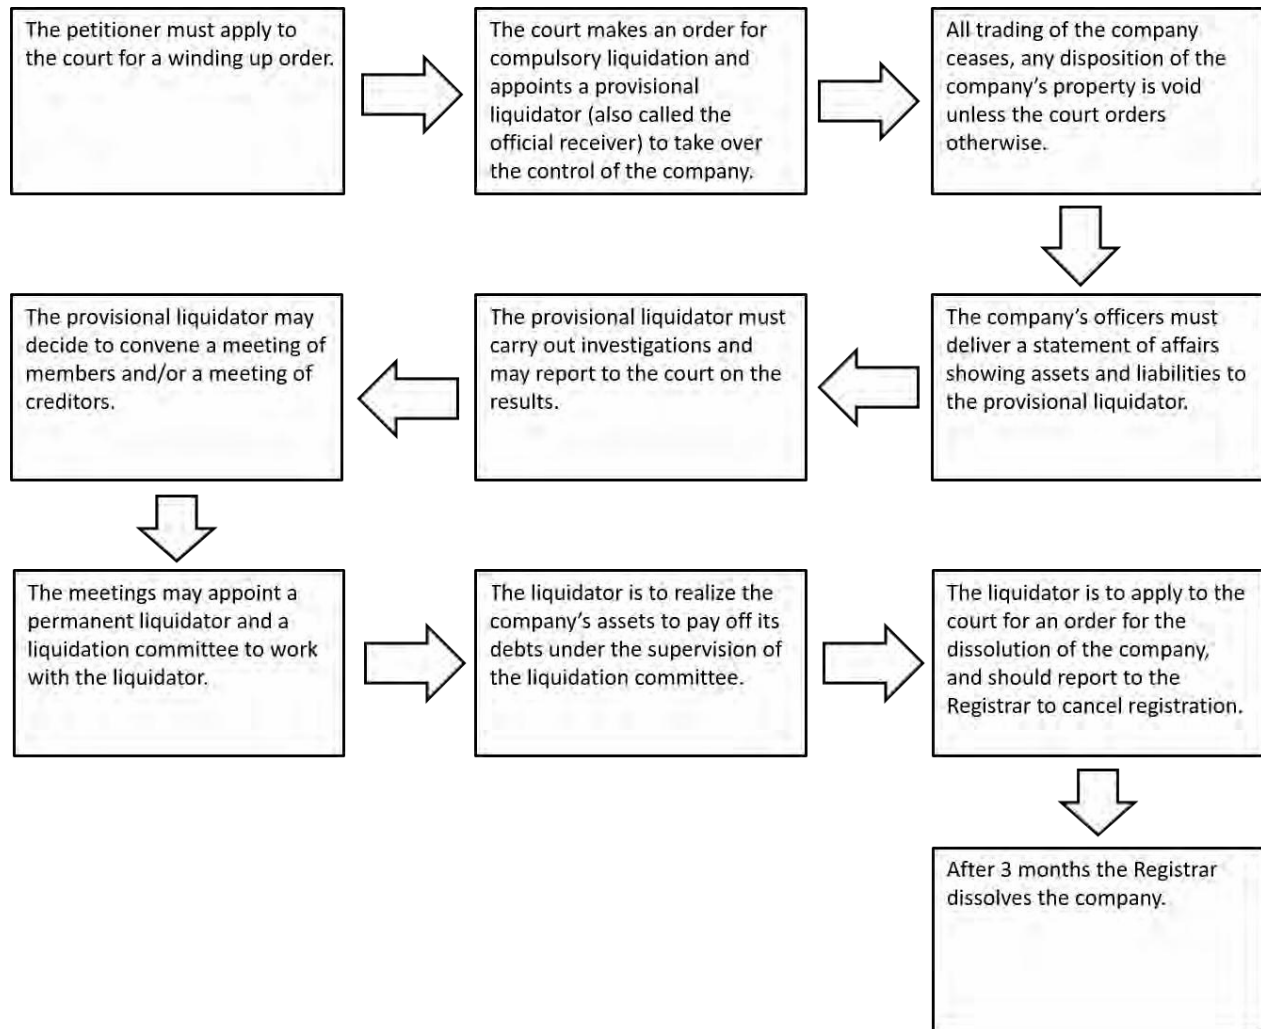 The petitioner must apply to
the court for a winding up order.
The court makes an order for
compulsory liquidation and
appoints a provisional
liquidator (also called the
official receiver) to take over
the control of the company.
All trading of the company
ceases, any disposition of the
company's property is void
unless the court orders
otherwise.
The company's officers must
deliver a statement of affairs
showing assets and liabilities to
the provisional liquidator.
The provisional liquidator must
carry out investigations and
may report to the court on the
results.
The provisional liquidator may
decide to convene a meeting of
members and/or a meeting of
creditors.
The meetings may appoint a
permanent liquidator and a
liquidation committee to work
with the liquidator.
The liquidator is to realize the
company's assets to pay off its
debts under the supervision of
the liquidation committee.
The liquidator is to apply to the
court for an order for the
dissolution of the company,
and should report to the
Registrar to cancel registration.
After 3 months the Registrar
dissolves the company.